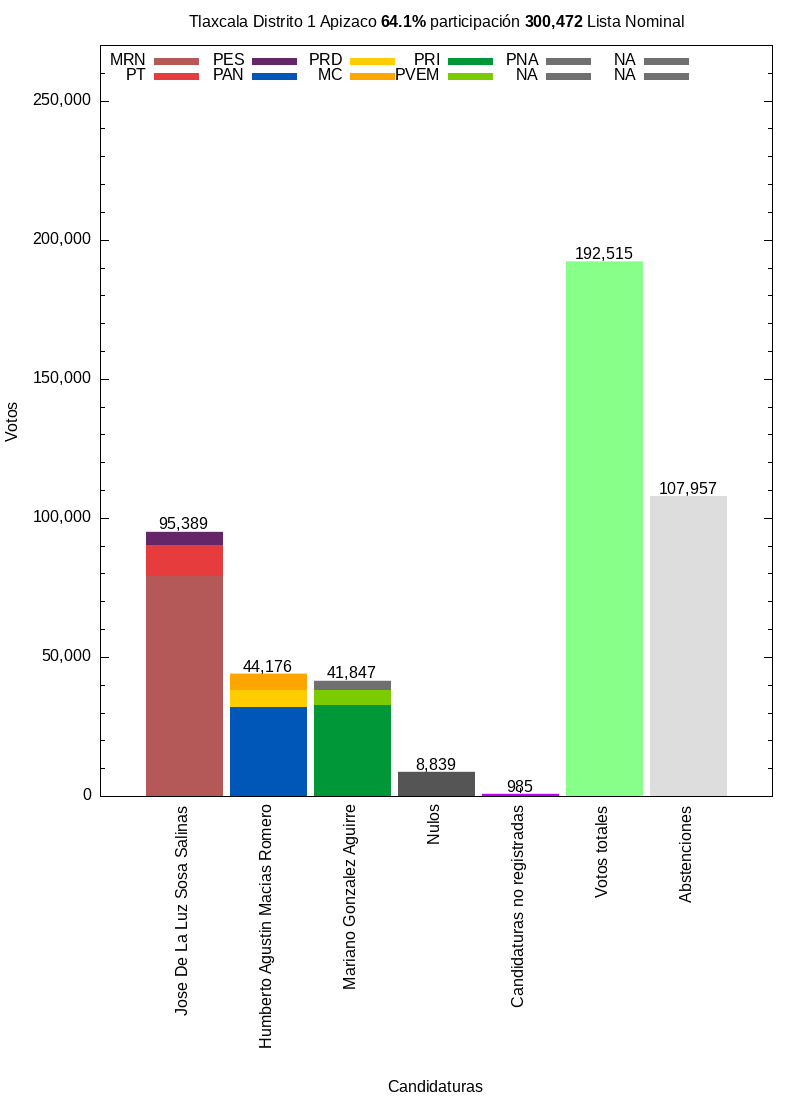 Tlaxcala Distrito 1 Apizaco 64.1% participación 300,472 Lista Nominal
MRN PES PRD PRI PNA NA
PT PAN MC PVEM NA NA
250,000
200,000
150,000
100,000
50,000
0
Votos
95,389
44,176
41,847
8,839
985
192,515
107,957
Jose De La Luz Sosa Salinas
Humberto Agustin Macias Romero
Mariano Gonzalez Aguirre
Nulos
Candidaturas no registradas
Votos totales
Abstenciones
Candidaturas